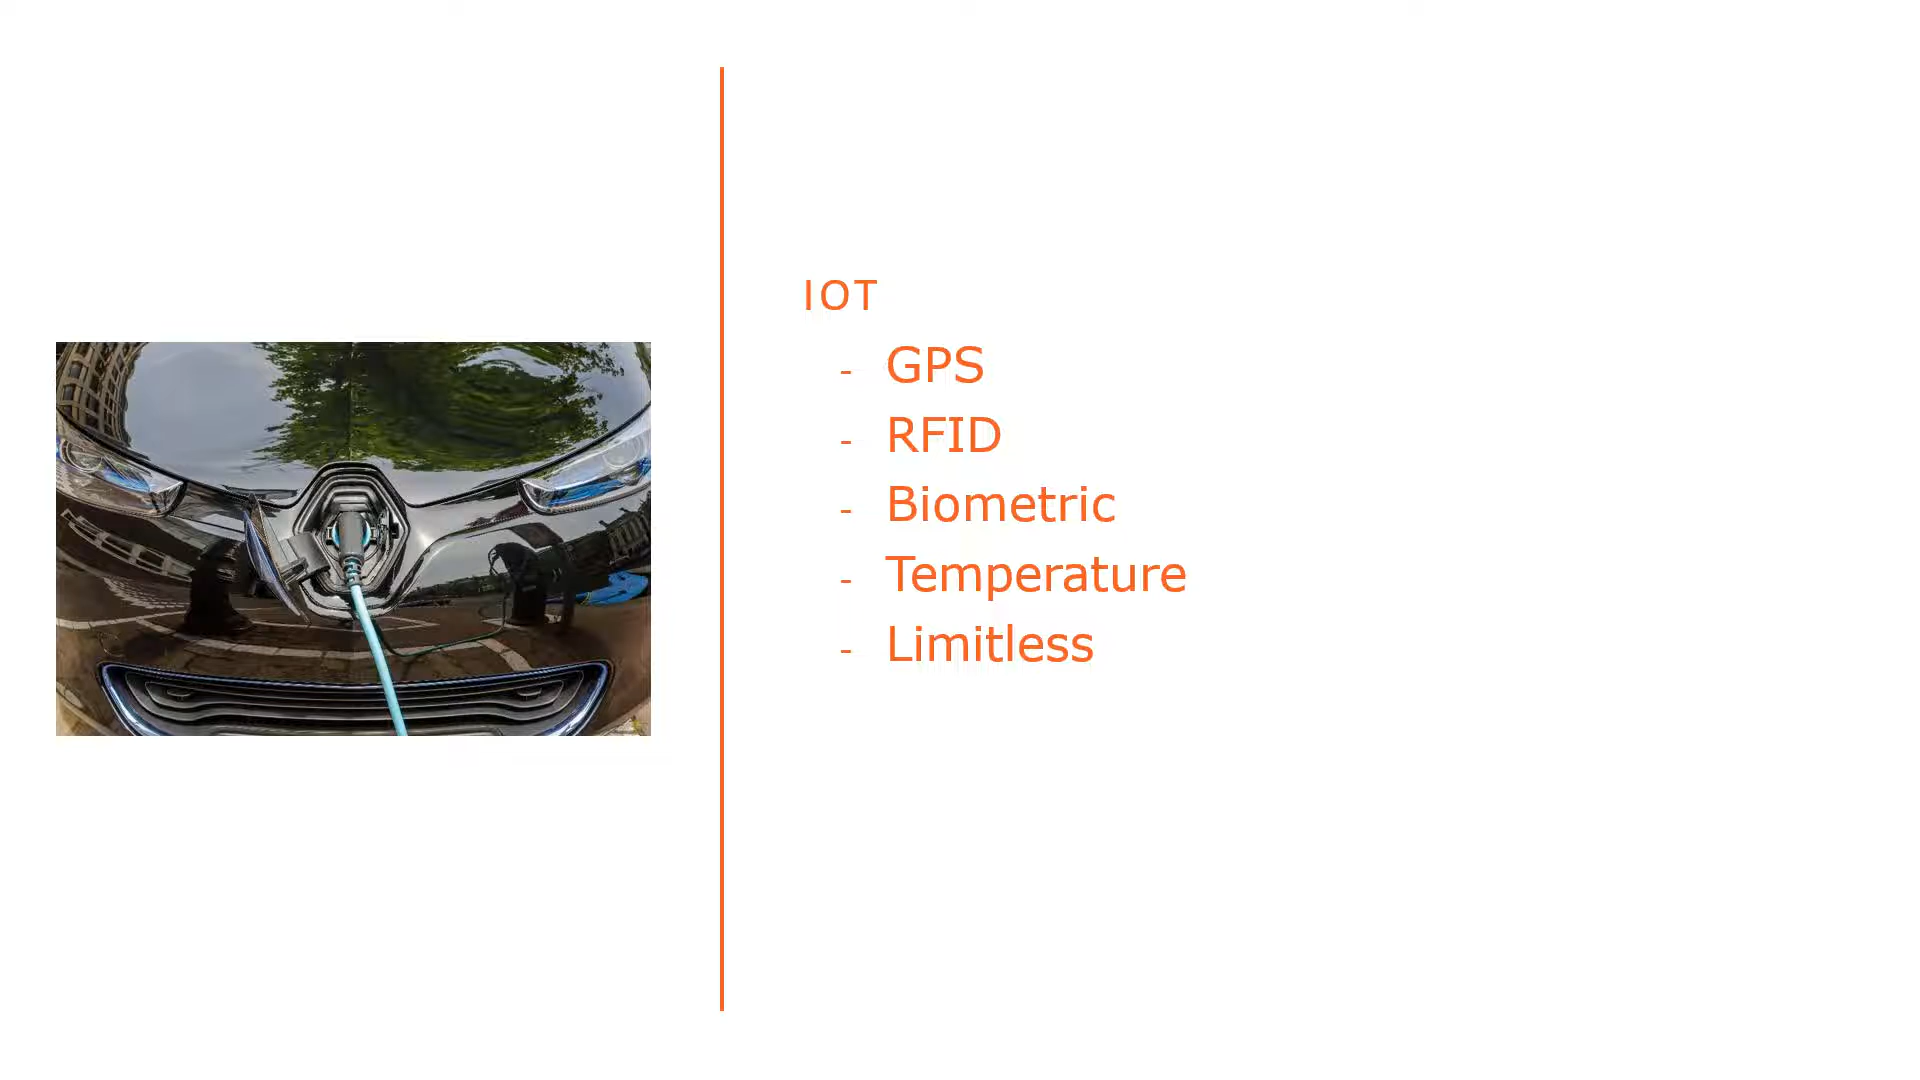 IOT
- GPS
- RFID
- Biometric
- Temperature
- Limitless